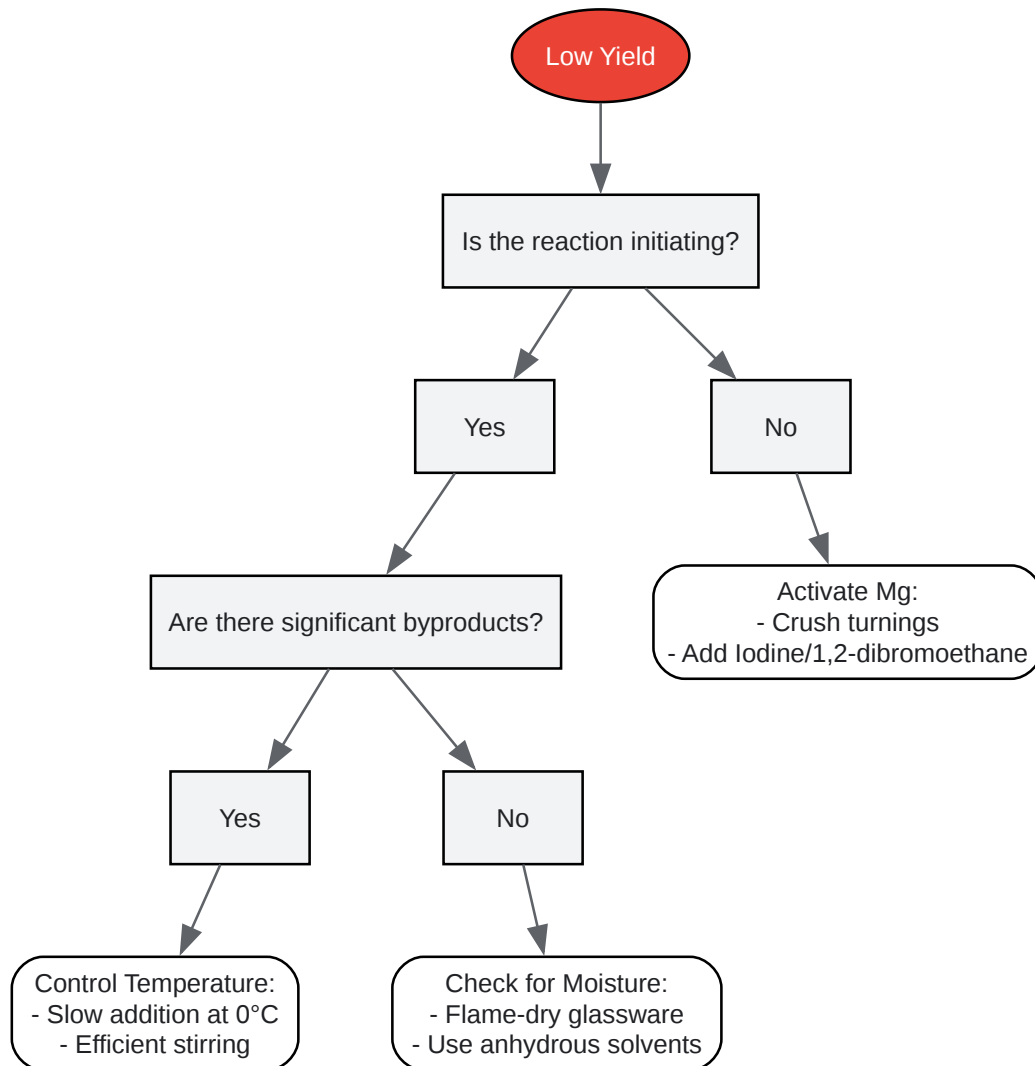 Low Yield
Is the reaction initiating?
Yes
No
Are there significant byproducts?
Activate Mg:
- Crush turnings
- Add Iodine/1,2-dibromoethane
Yes
No
Control Temperature:
- Slow addition at 0°C
- Efficient stirring
Check for Moisture:
- Flame-dry glassware
- Use anhydrous solvents